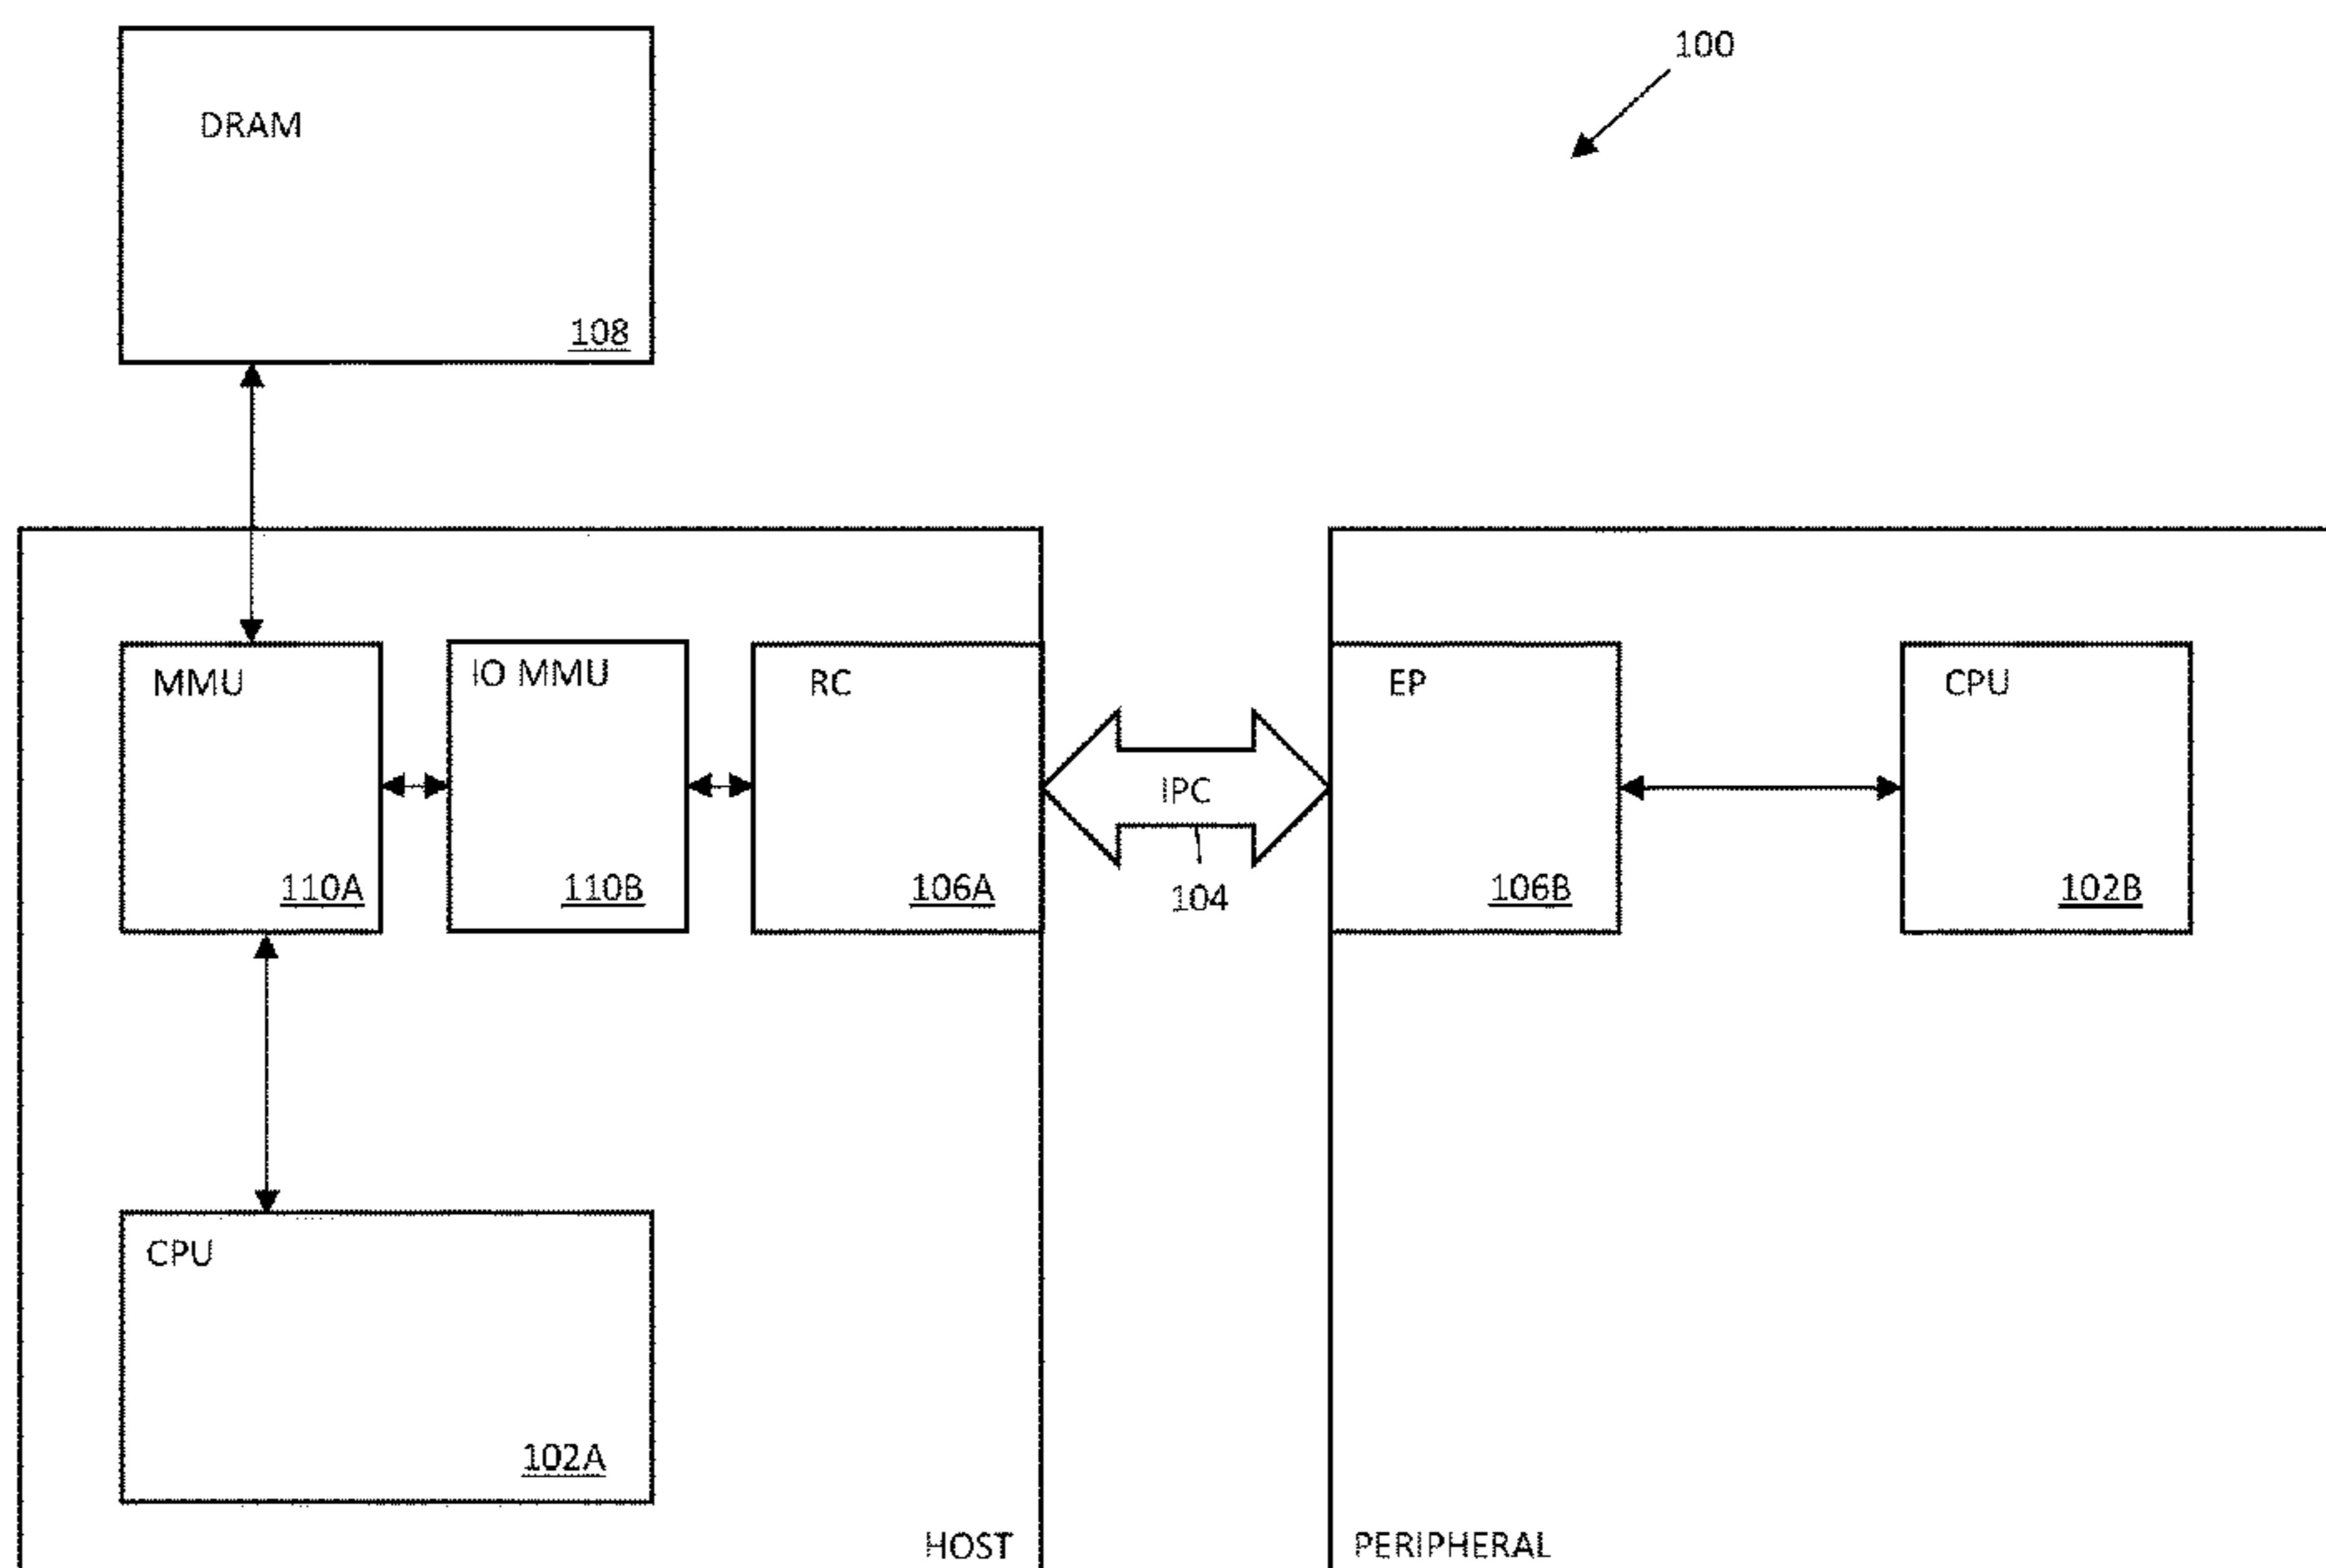 100
DRAM
108
MMU
110A
IO MMU
110B
RC
106A
IPC
104
EP
106B
CPU
102B
CPU
102A
HOST
PERIPHERAL